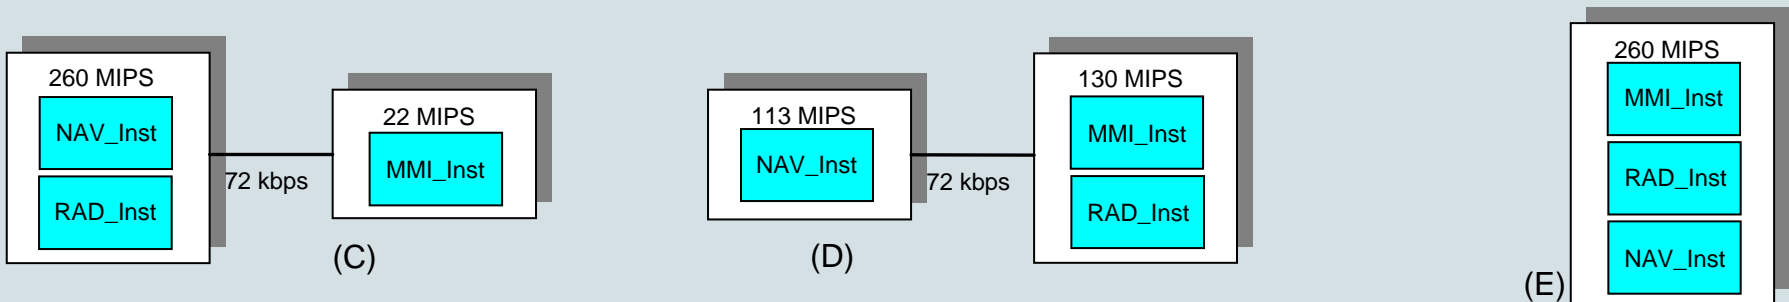 260 MIPS
NAV_Inst
RAD_Inst
72 kbps
22 MIPS
MMI_Inst
(C)
113 MIPS
NAV_Inst
72 kbps
130 MIPS
MMI_Inst
RAD_Inst
(D)
260 MIPS
MMI_Inst
RAD_Inst
NAV_Inst
(E)